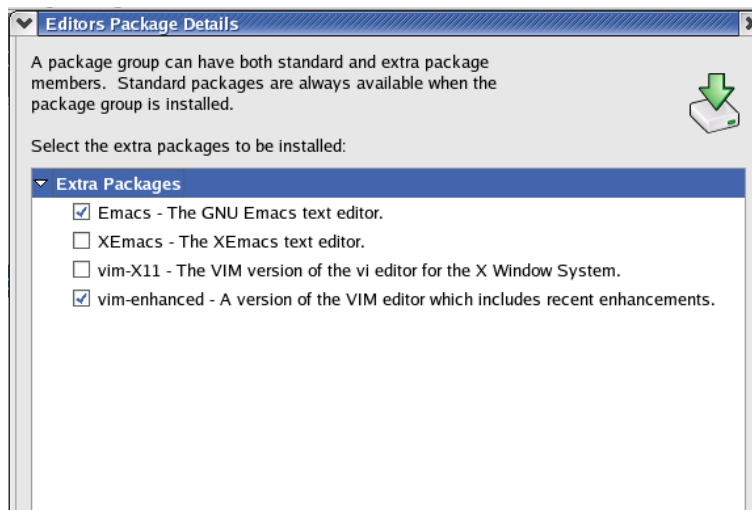 Editors Package Details
A package group can have both standard and extra package
members. Standard packages are always available when the
package group is installed.
Select the extra packages to be installed:
Extra Packages
Emacs - The GNU Emacs text editor.
XEmacs - The XEmacs text editor.
vim-X11 - The VIM version of the vi editor for the X Window System.
vim-enhanced - A version of the VIM editor which includes recent enhancements.